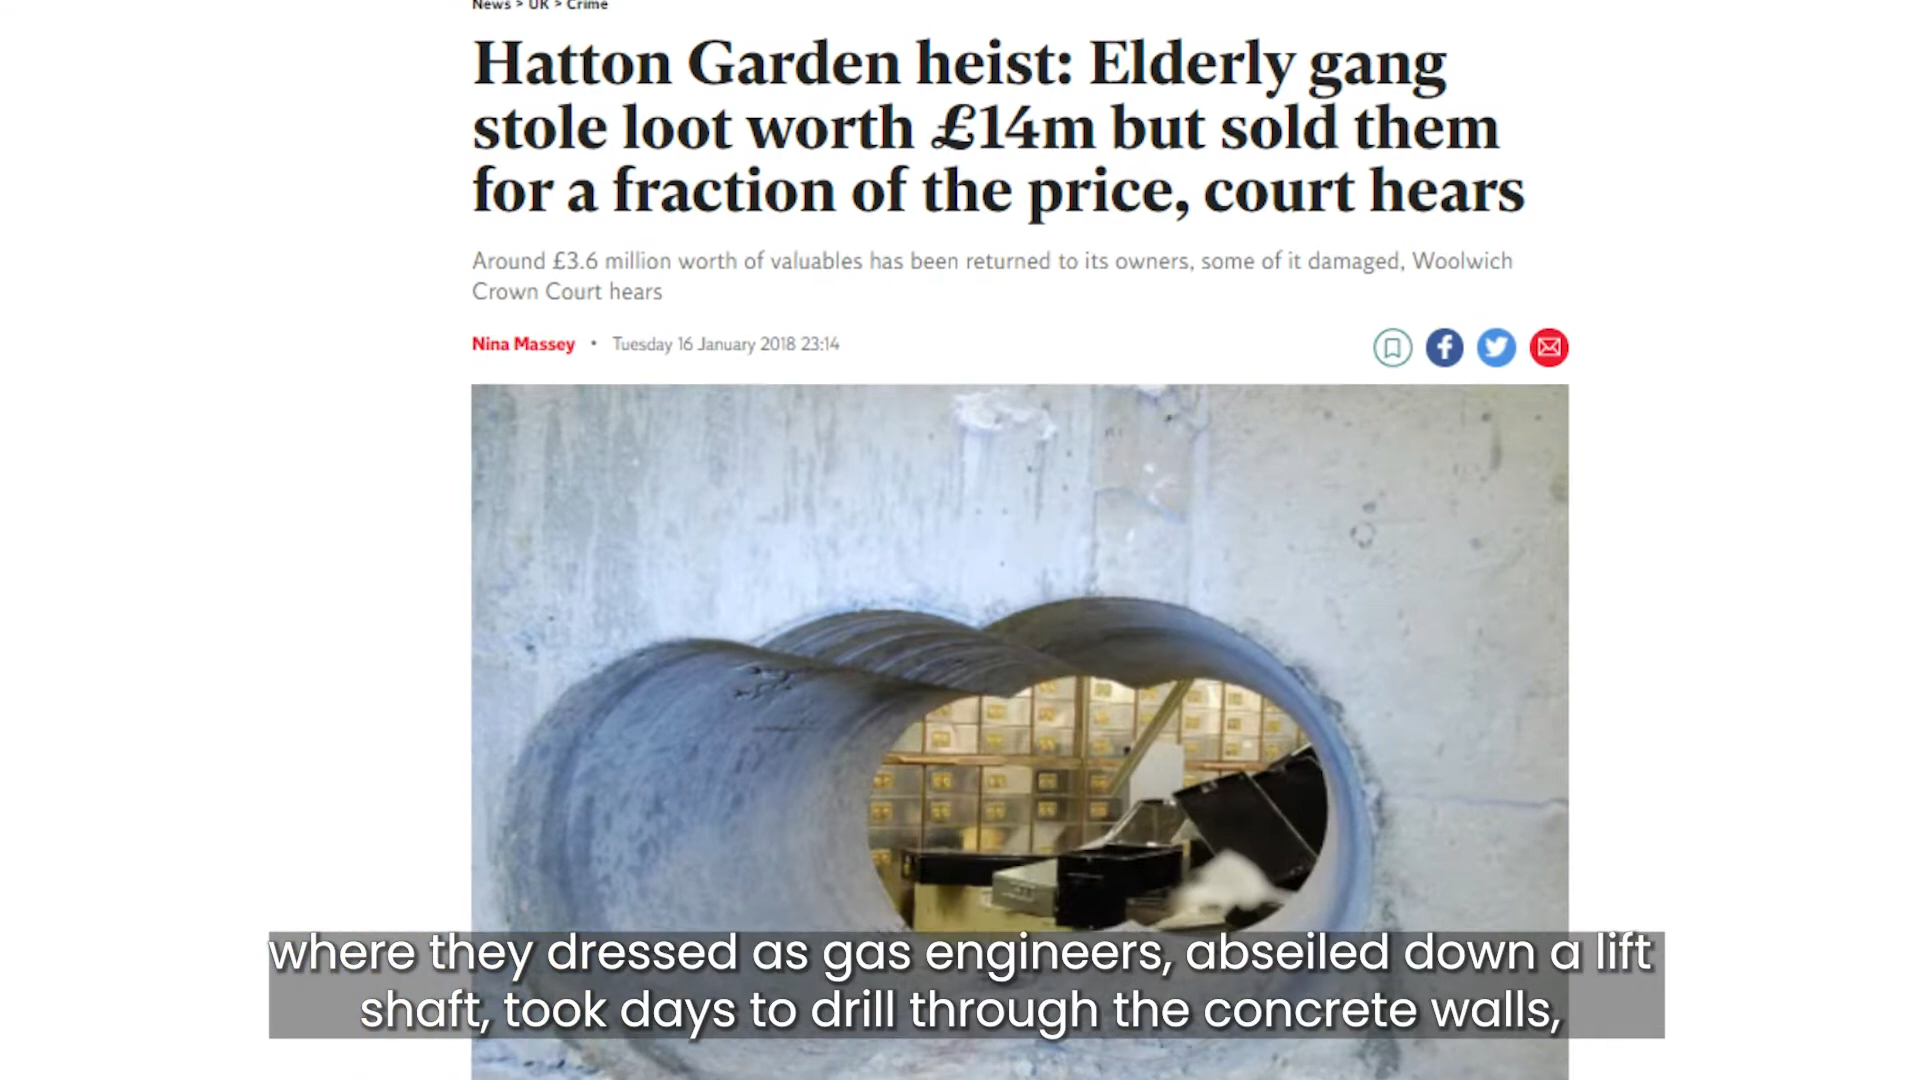 News > UK > Crime
Hatton Garden heist: Elderly gang
stole loot worth £14m but sold them
for a fraction of the price, court hears
Around £3.6 million worth of valuables has been returned to its owners, some of it damaged, Woolwich
Crown Court hears
Nina Massey • Tuesday 16 January 2018 23:14
where they dressed as gas engineers, abseiled down a lift
shaft, took days to drill through the concrete walls,